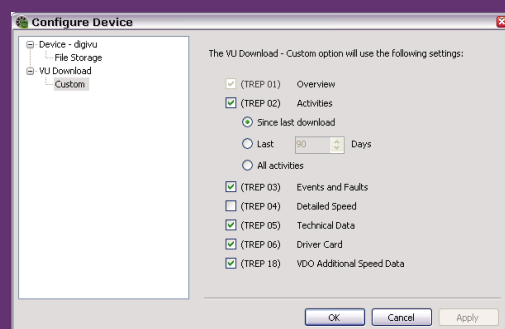 Configure Device
Device - digivu
File Storage
VU Download
Custom
The VU Download - Custom option will use the following settings:
(TREP 01) Overview
(TREP 02) Activities
Since last download
Last 90 Days
All activities
(TREP 03) Events and Faults
(TREP 04) Detailed Speed
(TREP 05) Technical Data
(TREP 06) Driver Card
(TREP 18) VDO Additional Speed Data
OK Cancel Apply